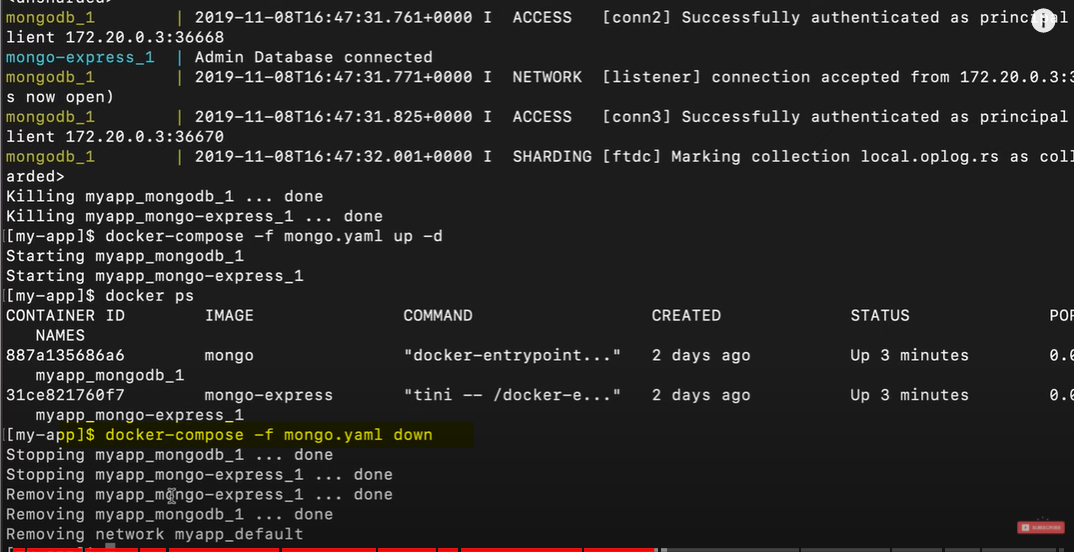 mongodb_1 | 2019-11-08T16:47:31.761+0000 I ACCESS [conn2] Successfully authenticated as principal
lient 172.20.0.3:36668
mongo-express_1 | Admin Database connected
mongodb_1 | 2019-11-08T16:47:31.771+0000 I NETWORK [listener] connection accepted from 172.20.0.3:3
s now open)
mongodb_1 | 2019-11-08T16:47:31.825+0000 I ACCESS [conn3] Successfully authenticated as principal
lient 172.20.0.3:36670
mongodb_1 | 2019-11-08T16:47:32.001+0000 I SHARDING [ftdc] Marking collection local.oplog.rs as coll
arded>
Killing myapp_mongodb_1 ... done
Killing myapp_mongo-express_1 ... done
[my-app]$ docker-compose -f mongo.yaml up -d
Starting myapp_mongodb_1
Starting myapp_mongo-express_1
[my-app]$ docker ps
CONTAINER ID IMAGE COMMAND CREATED STATUS POR
NAMES
887a135686a6 mongo "docker-entrypoint..." 2 days ago Up 3 minutes 0.0
myapp_mongodb_1
31ce821760f7 mongo-express "tini -- /docker-e..." 2 days ago Up 3 minutes 0.0
myapp_mongo-express_1
[my-app]$ docker-compose -f mongo.yaml down
Stopping myapp_mongodb_1 ... done
Stopping myapp_mongo-express_1 ... done
Removing myapp_mongo-express_1 ... done
Removing myapp_mongodb_1 ... done
Removing network myapp_default
SUBSCRIBE